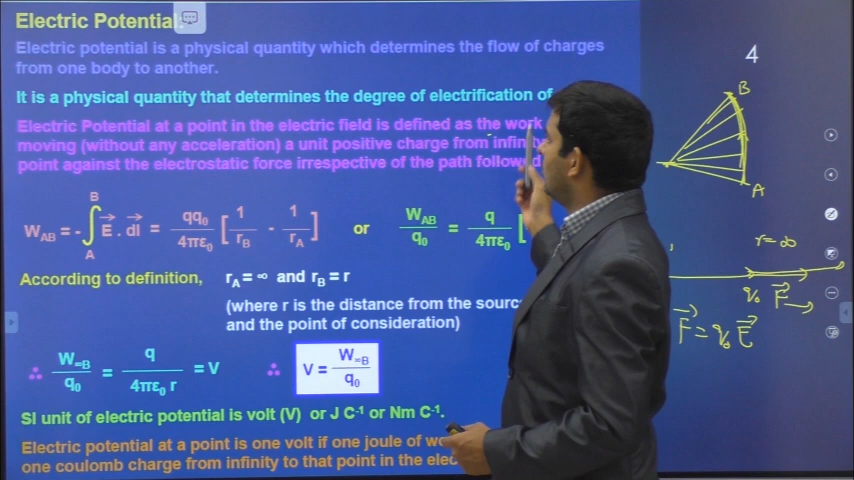 Electric Potential
Electric potential is a physical quantity which determines the flow of charges
from one body to another.
It is a physical quantity that determines the degree of electrification of
Electric Potential at a point in the electric field is defined as the work
moving (without any acceleration) a unit positive charge from infinity
point against the electrostatic force irrespective of the path followed
W_AB = - ∫_A^B E⃗ . dl⃗ = qq₀ / 4πε₀ [ 1/r_B - 1/r_A ] or W_AB / q₀ = q / 4πε₀ [
According to definition, r_A = ∞ and r_B = r
(where r is the distance from the sourc
and the point of consideration)
∴ W_∞B / q₀ = q / 4πε₀ r = V ∴ V = W_∞B / q₀
SI unit of electric potential is volt (V) or J C⁻¹ or Nm C⁻¹.
Electric potential at a point is one volt if one joule of wo
one coulomb charge from infinity to that point in the elec
4
B
A
r = ∞
q₀ F⃗
F⃗ = q₀ E⃗